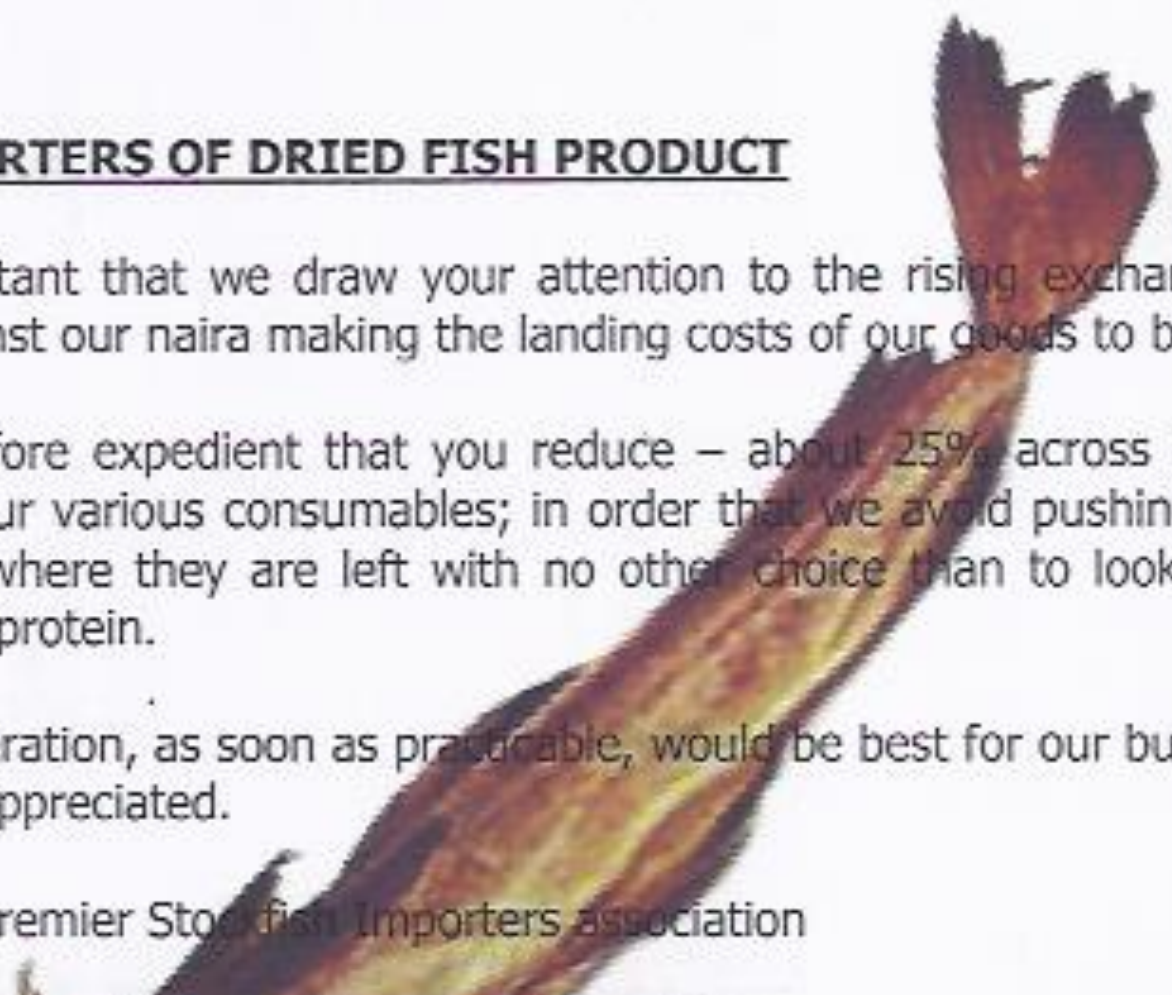 RTERS OF DRIED FISH PRODUCT
tant that we draw your attention to the rising exchan
nst our naira making the landing costs of our goods to b
fore expedient that you reduce – about 25% across
ur various consumables; in order that we avoid pushin
where they are left with no other choice than to look
protein.
.
ration, as soon as practicable, would be best for our bu
ppreciated.
remier Stockfish Importers association